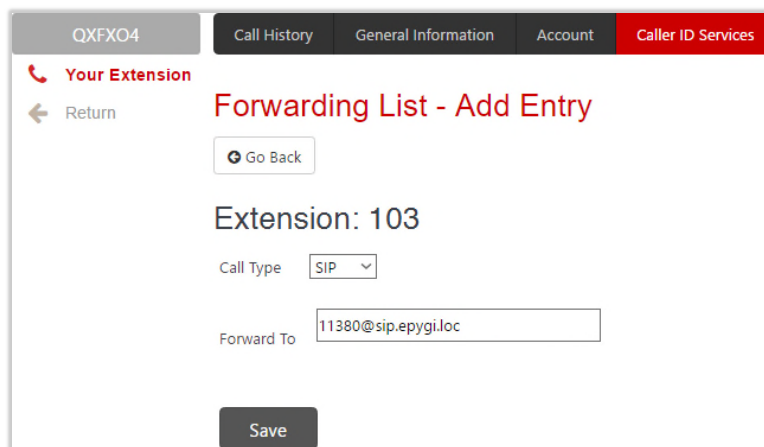 QXFXO4
Call History
General Information
Account
Caller ID Services
Your Extension
Return
Forwarding List - Add Entry
Go Back
Extension: 103
Call Type
SIP
Forward To
11380@sip.epygi.loc
Save